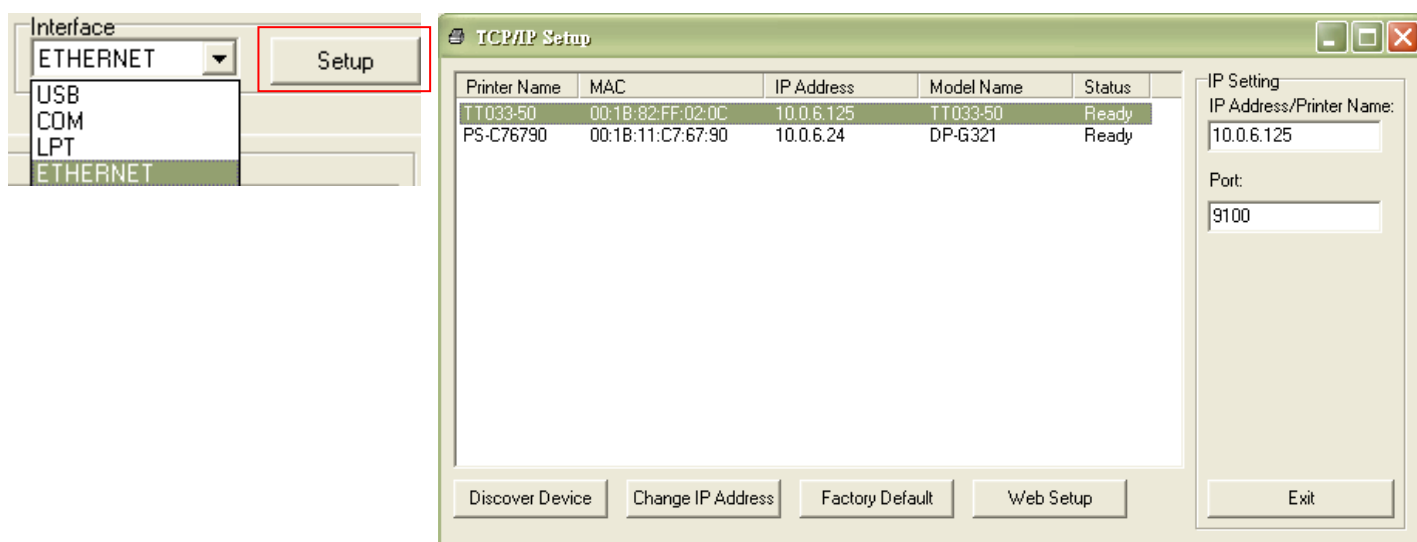 Interface
ETHERNET
Setup
USB
COM
LPT
ETHERNET
TCP/IP Setup
Printer Name MAC IP Address Model Name Status
TT033-50 00:1B:82:FF:02:0C 10.0.6.125 TT033-50 Ready
PS-C76790 00:1B:11:C7:67:90 10.0.6.24 DP-G321 Ready
IP Setting
IP Address/Printer Name:
10.0.6.125
Port:
9100
Discover Device Change IP Address Factory Default Web Setup Exit